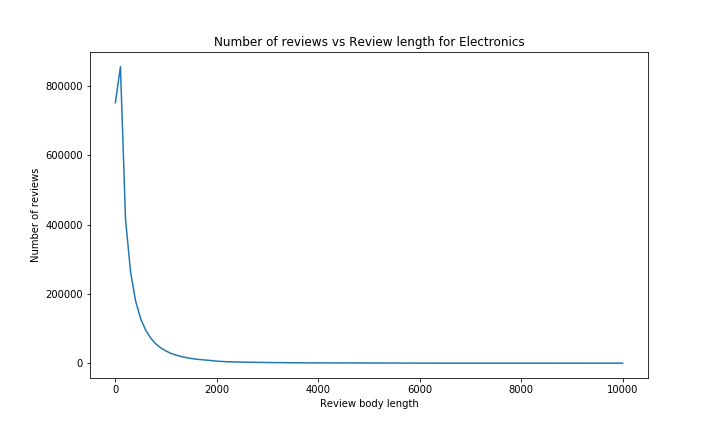 Number of reviews vs Review length for Electronics
800000
600000
400000
200000
0
Number of reviews
0 2000 4000 6000 8000 10000
Review body length